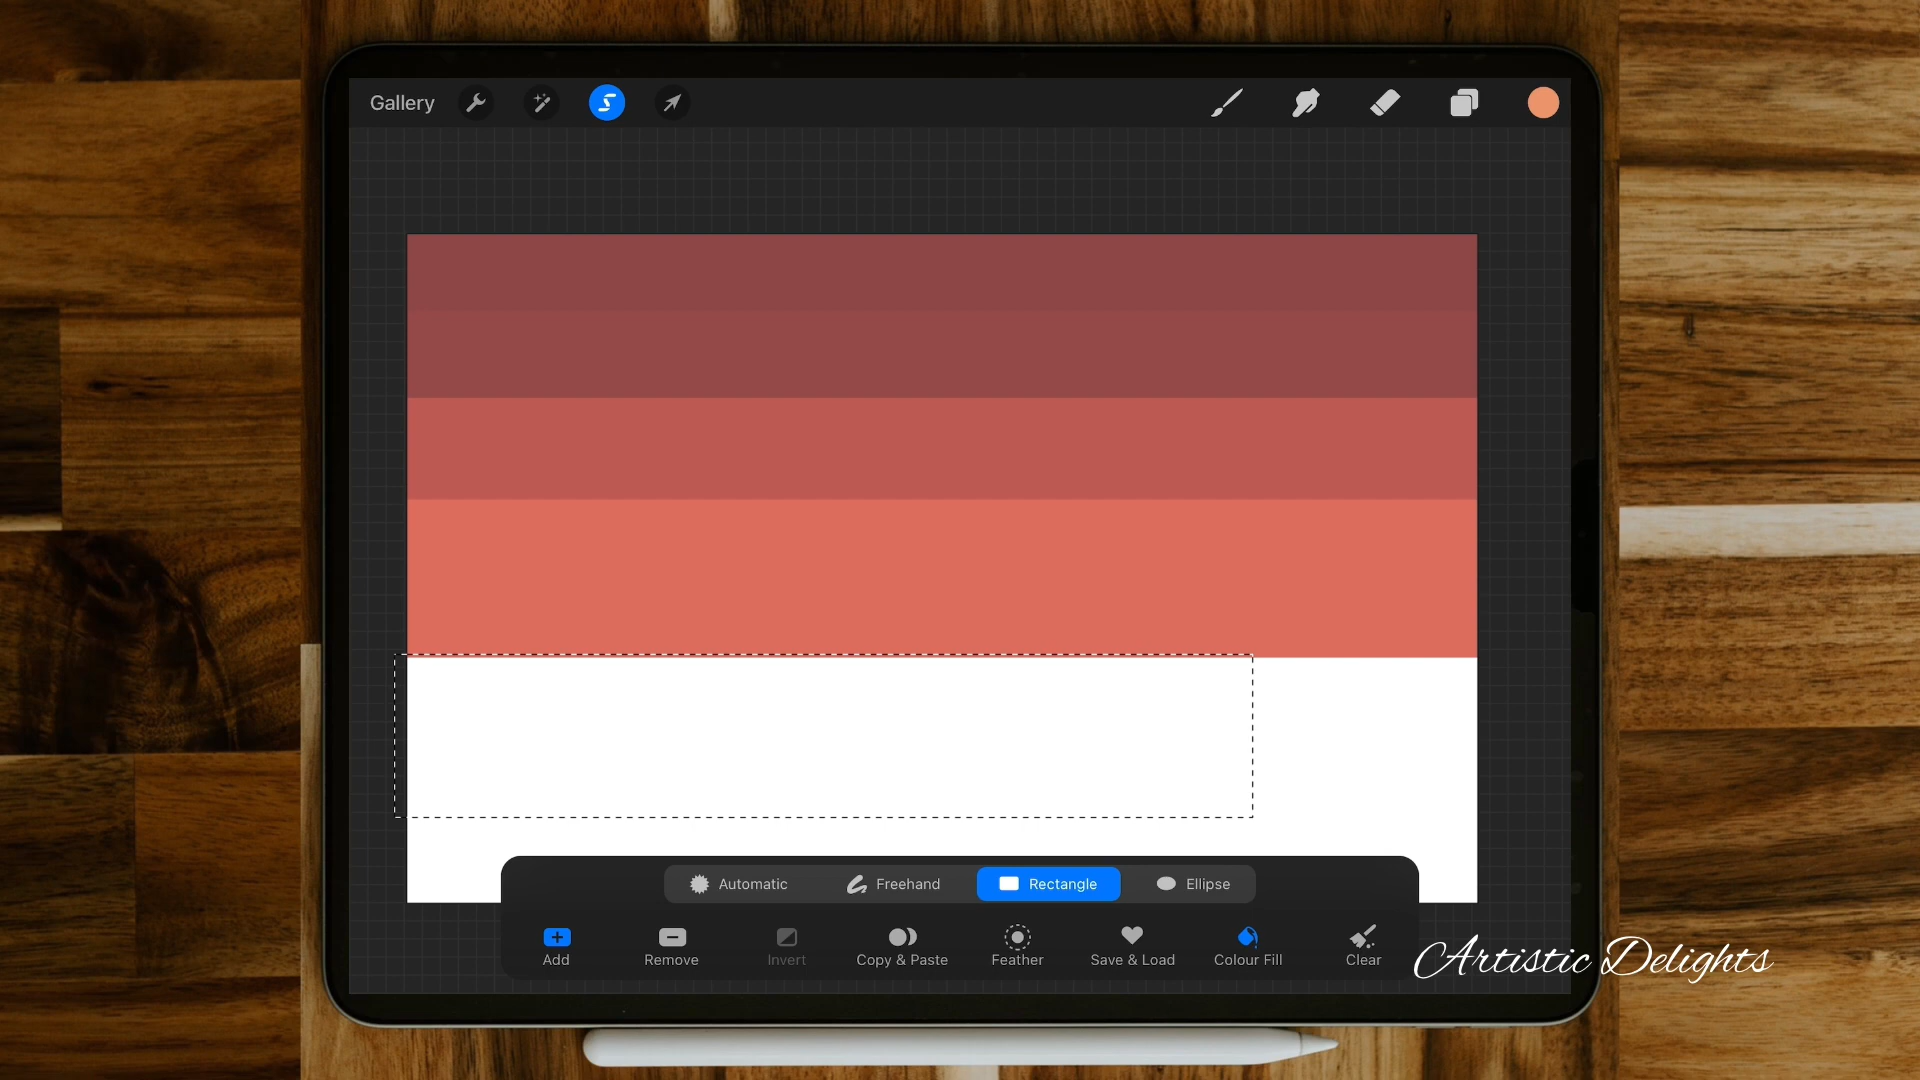 Gallery
Automatic
Freehand
Rectangle
Ellipse
Add
Remove
Invert
Copy & Paste
Feather
Save & Load
Colour Fill
Clear
Artistic Delights